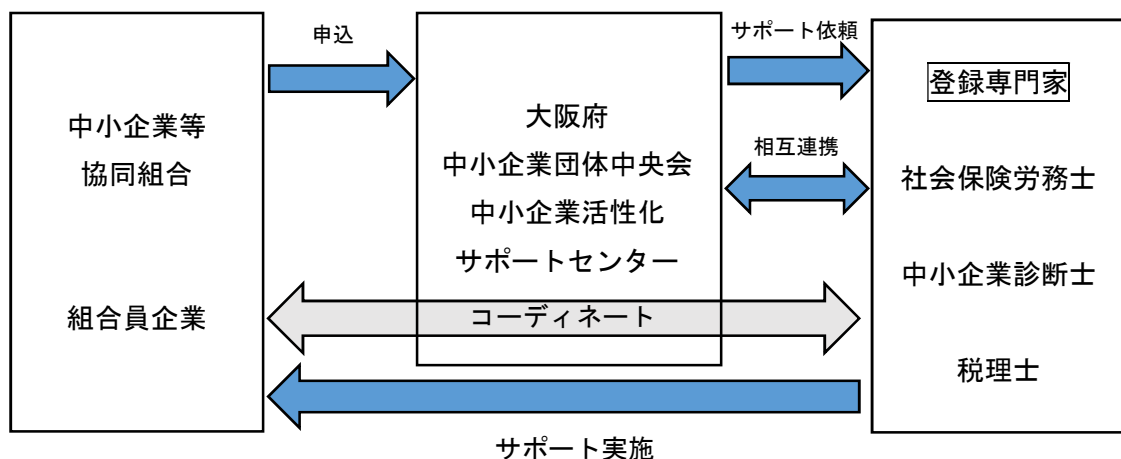 申込
サポート依頼
登録専門家
中小企業等
協同組合
大阪府
中小企業団体中央会
中小企業活性化
サポートセンター
相互連携
社会保険労務士
中小企業診断士
組合員企業
コーディネート
税理士
サポート実施